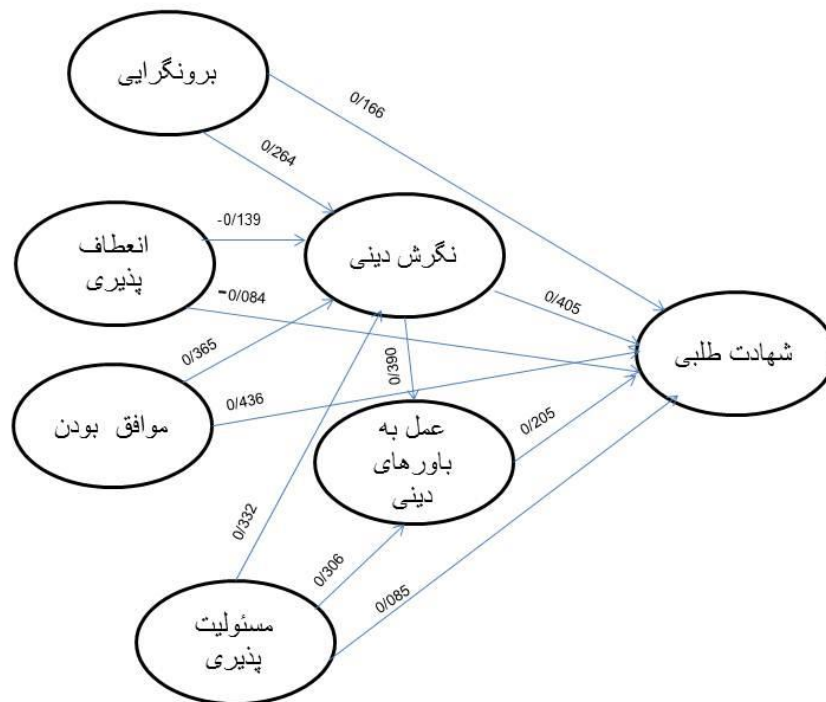 برونگرایی
0/166
0/264
انعطاف
پذیری
-0/139
نگرش دینی
-0/084
0/405
شهادت طلبی
0/365
0/390
0/436
موافق بودن
عمل به
باورهای
دینی
0/205
0/332
0/306
0/085
مسئولیت
پذیری